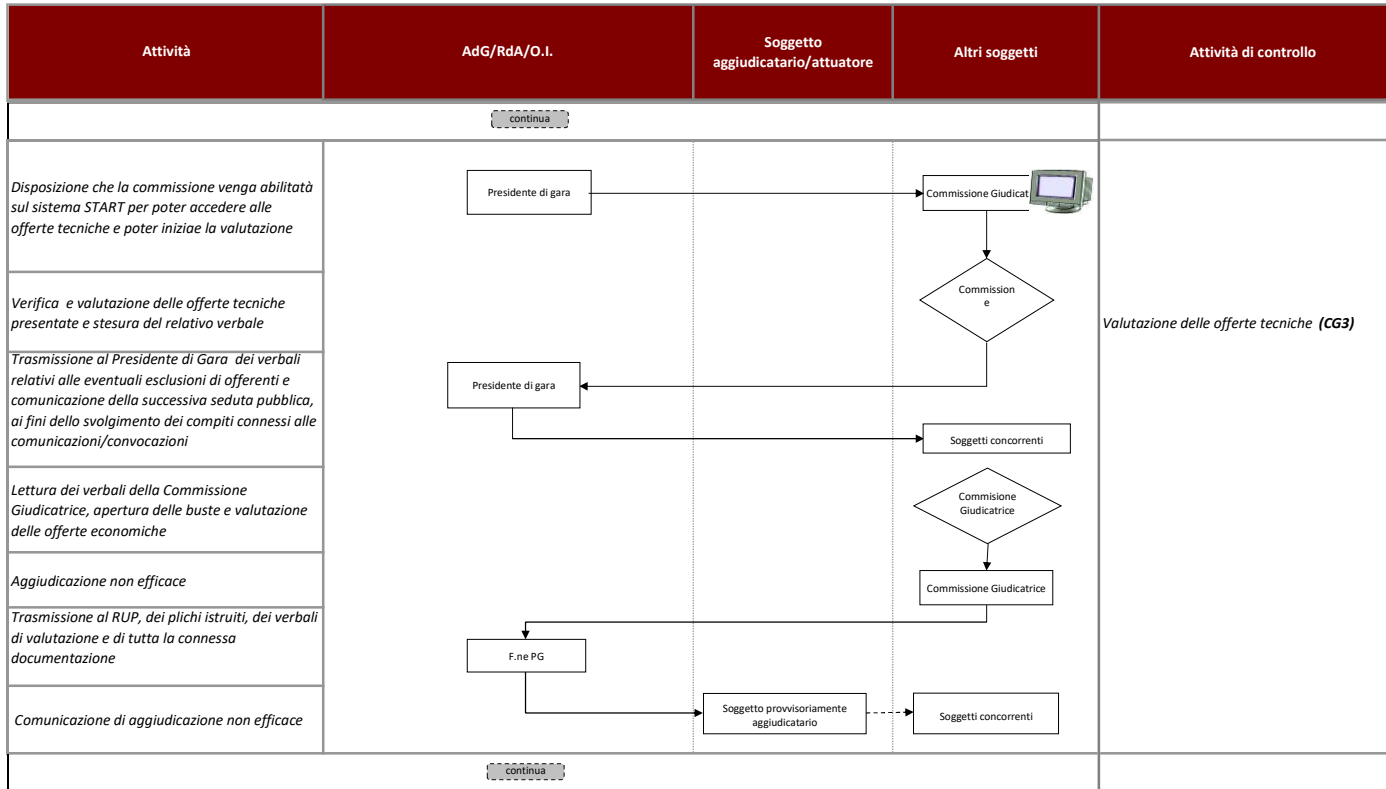 Attività
AdG/RdA/O.I.
Soggetto
aggiudicatario/attuatore
Altri soggetti
Attività di controllo
continua
Disposizione che la commissione venga abilitatà
sul sistema START per poter accedere alle
offerte tecniche e poter iniziae la valutazione
Presidente di gara
Commissione Giudicat
Verifica e valutazione delle offerte tecniche
presentate e stesura del relativo verbale
Commission
e
Valutazione delle offerte tecniche (CG3)
Trasmissione al Presidente di Gara dei verbali
relativi alle eventuali esclusioni di offerenti e
comunicazione della successiva seduta pubblica,
ai fini dello svolgimento dei compiti connessi alle
comunicazioni/convocazioni
Presidente di gara
Soggetti concorrenti
Lettura dei verbali della Commissione
Giudicatrice, apertura delle buste e valutazione
delle offerte economiche
Commisione
Giudicatrice
Aggiudicazione non efficace
Commissione Giudicatrice
Trasmissione al RUP, dei plichi istruiti, dei verbali
di valutazione e di tutta la connessa
documentazione
F.ne PG
Comunicazione di aggiudicazione non efficace
Soggetto provvisoriamente
aggiudicatario
Soggetti concorrenti
continua